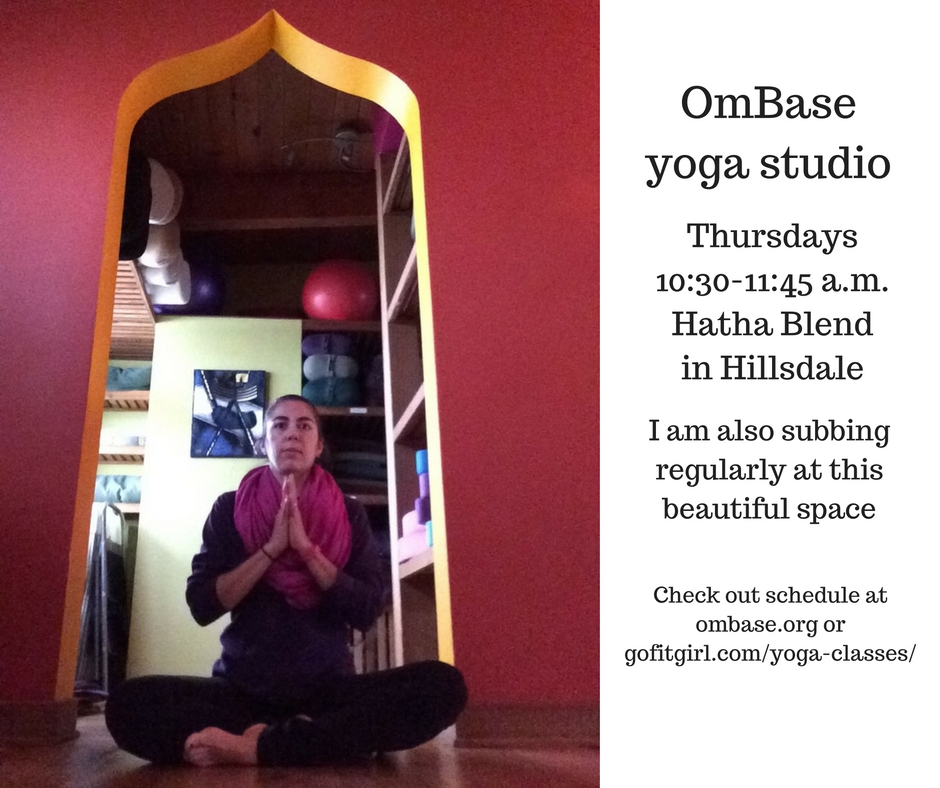 OmBase
yoga studio
Thursdays
10:30-11:45 a.m.
Hatha Blend
in Hillsdale
I am also subbing
regularly at this
beautiful space
Check out schedule at
ombase.org or
gofitgirl.com/yoga-classes/